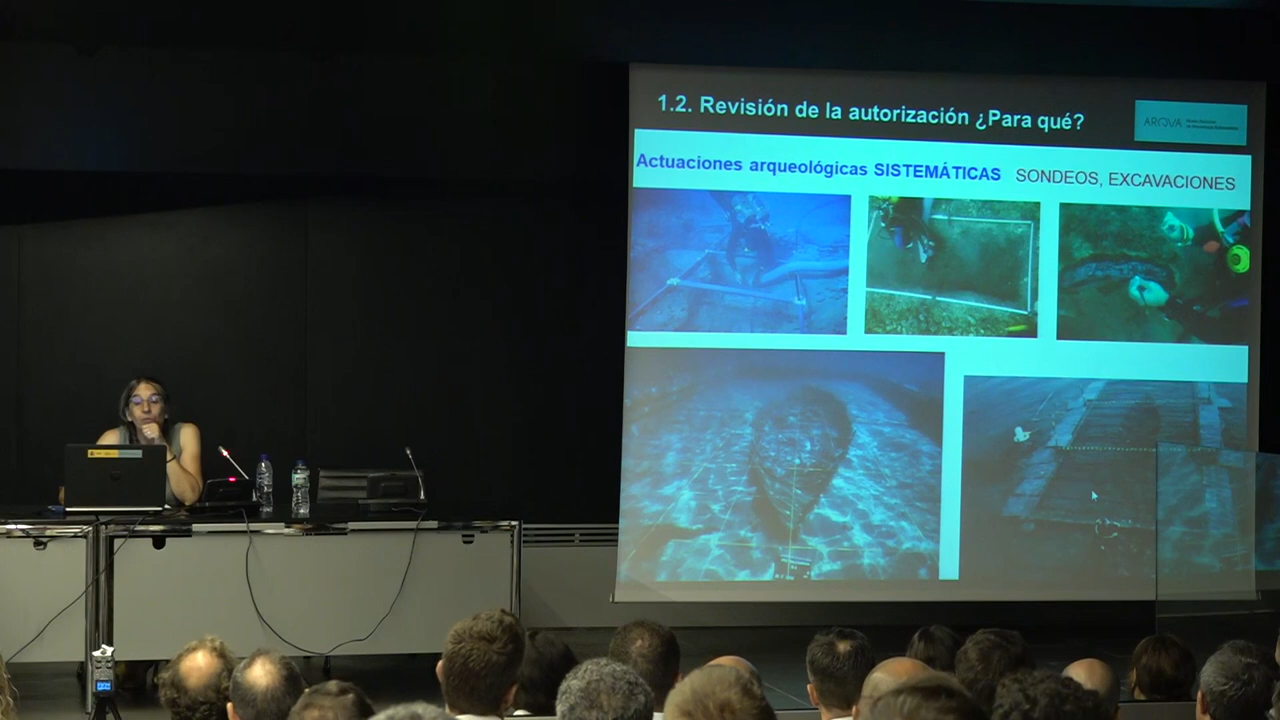 1.2. Revisión de la autorización ¿Para qué?
ARQVA
Actuaciones arqueológicas SISTEMÁTICAS SONDEOS, EXCAVACIONES